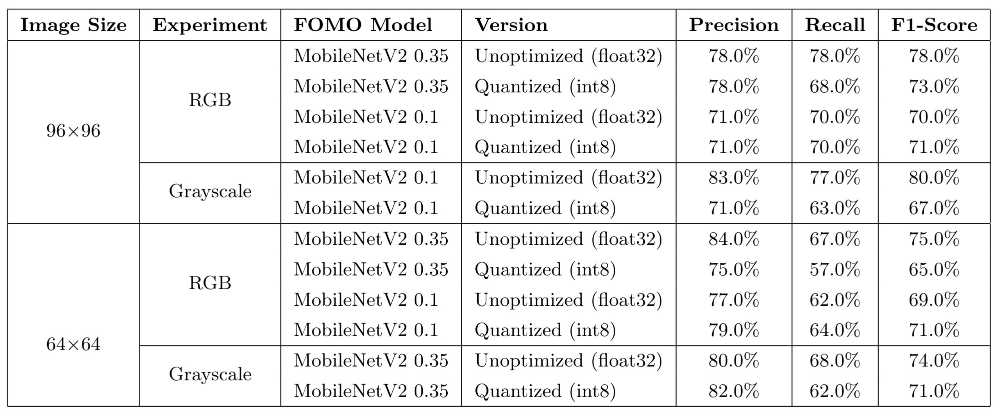 Image Size Experiment FOMO Model Version Precision Recall F1-Score
MobileNetV2 0.35 Unoptimized (float32) 78.0% 78.0% 78.0%
MobileNetV2 0.35 Quantized (int8) 78.0% 68.0% 73.0%
RGB
MobileNetV2 0.1 Unoptimized (float32) 71.0% 70.0% 70.0%
96×96
MobileNetV2 0.1 Quantized (int8) 71.0% 70.0% 71.0%
MobileNetV2 0.1 Unoptimized (float32) 83.0% 77.0% 80.0%
Grayscale
MobileNetV2 0.1 Quantized (int8) 71.0% 63.0% 67.0%
MobileNetV2 0.35 Unoptimized (float32) 84.0% 67.0% 75.0%
MobileNetV2 0.35 Quantized (int8) 75.0% 57.0% 65.0%
RGB
MobileNetV2 0.1 Unoptimized (float32) 77.0% 62.0% 69.0%
MobileNetV2 0.1 Quantized (int8) 79.0% 64.0% 71.0%
64×64
MobileNetV2 0.35 Unoptimized (float32) 80.0% 68.0% 74.0%
Grayscale
MobileNetV2 0.35 Quantized (int8) 82.0% 62.0% 71.0%